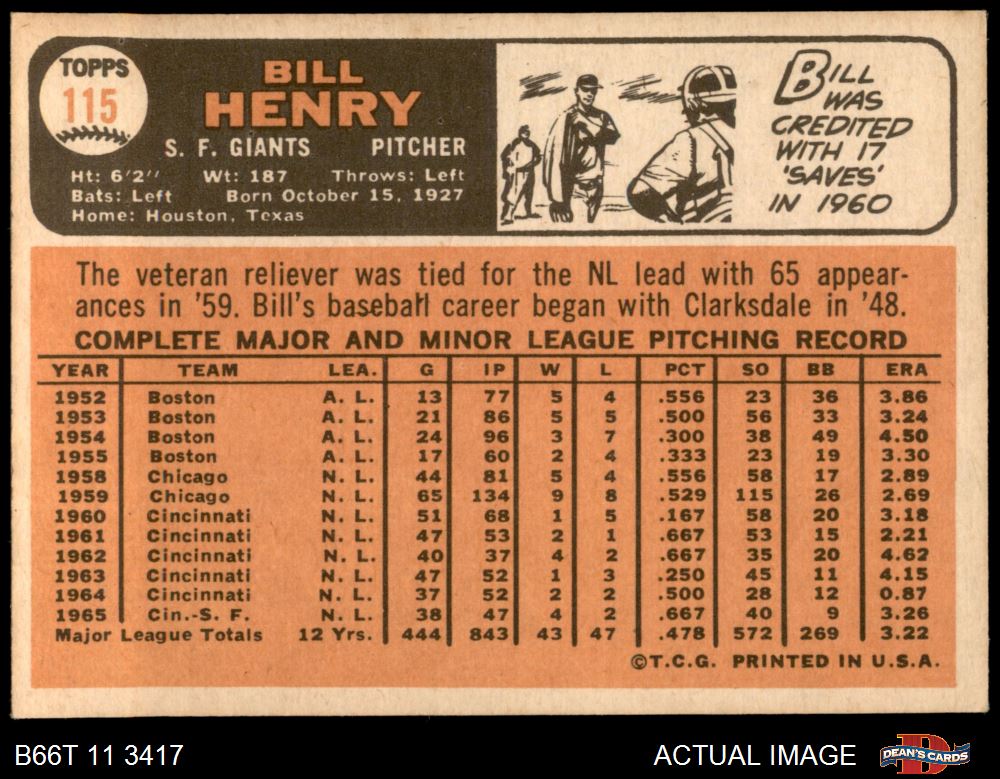 TOPPS
115
BILL
HENRY
S. F. GIANTS PITCHER
Ht: 6'2" Wt: 187 Throws: Left
Bats: Left Born October 15, 1927
Home: Houston, Texas
BILL
WAS
CREDITED
WITH 17
'SAVES'
IN 1960
The veteran reliever was tied for the NL lead with 65 appear-
ances in '59. Bill's baseball career began with Clarksdale in '48.
COMPLETE MAJOR AND MINOR LEAGUE PITCHING RECORD
YEAR TEAM LEA. G IP W L PCT SO BB ERA
1952 Boston A. L. 13 77 5 4 .556 23 36 3.86
1953 Boston A. L. 21 86 5 5 .500 56 33 3.24
1954 Boston A. L. 24 96 3 7 .300 38 49 4.50
1955 Boston A. L. 17 60 2 4 .333 23 19 3.30
1958 Chicago N. L. 44 81 5 4 .556 58 17 2.89
1959 Chicago N. L. 65 134 9 8 .529 115 26 2.69
1960 Cincinnati N. L. 51 68 1 5 .167 58 20 3.18
1961 Cincinnati N. L. 47 53 2 1 .667 53 15 2.21
1962 Cincinnati N. L. 40 37 4 2 .667 35 20 4.62
1963 Cincinnati N. L. 47 52 1 3 .250 45 11 4.15
1964 Cincinnati N. L. 37 52 2 2 .500 28 12 0.87
1965 Cin.-S. F. N. L. 38 47 4 2 .667 40 9 3.26
Major League Totals 12 Yrs. 444 843 43 47 .478 572 269 3.22
©T.C.G. PRINTED IN U.S.A.
B66T 11 3417 ACTUAL IMAGE DEAN'S CARDS